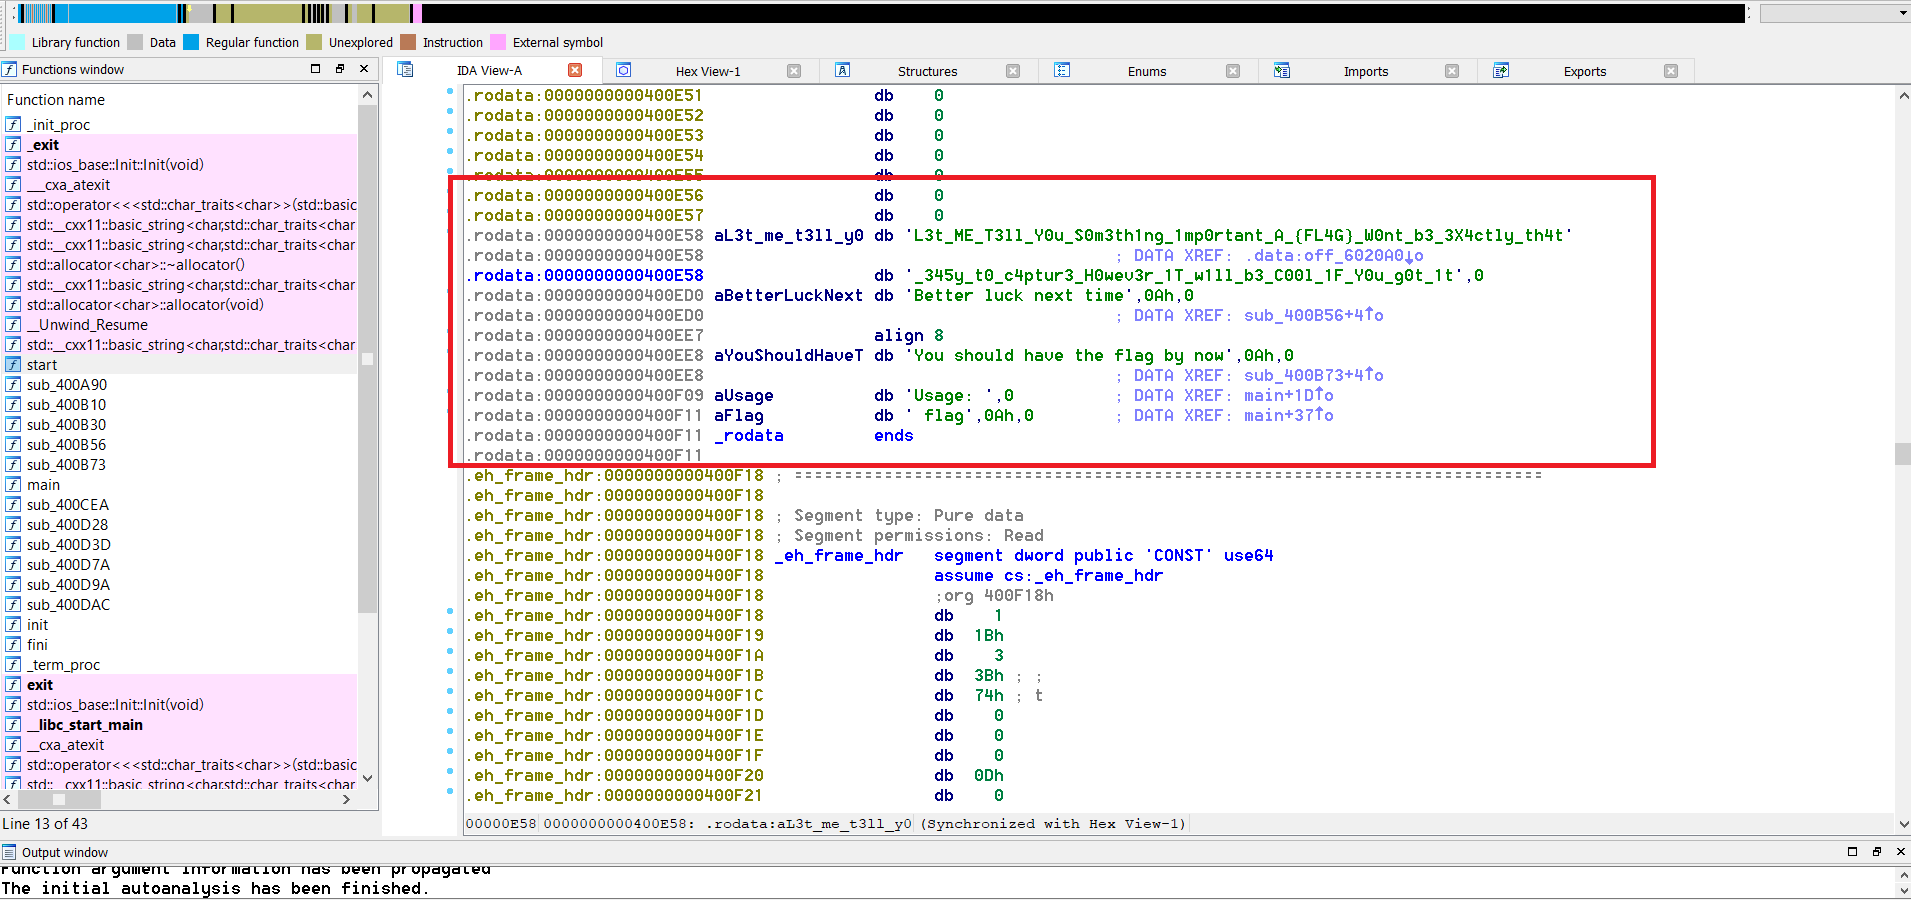 Library function Data Regular function Unexplored Instruction External symbol
Functions window
IDA View-A Hex View-1 Structures Enums Imports Exports
Function name
_init_proc
_exit
std::ios_base::Init::Init(void)
___cxa_atexit
std::operator<<<std::char_traits<char>>(std::basic
std::__cxx11::basic_string<char,std::char_traits<char
std::__cxx11::basic_string<char,std::char_traits<char
std::allocator<char>::~allocator()
std::__cxx11::basic_string<char,std::char_traits<char
std::allocator<char>::allocator(void)
__Unwind_Resume
std::__cxx11::basic_string<char,std::char_traits<char
start
sub_400A90
sub_400B10
sub_400B30
sub_400B56
sub_400B73
main
sub_400CEA
sub_400D28
sub_400D3D
sub_400D7A
sub_400D9A
sub_400DAC
init
fini
_term_proc
exit
std::ios_base::Init::Init(void)
__libc_start_main
__cxa_atexit
std::operator<<<std::char_traits<char>>(std::basic
std::__cxx11::basic_string<char,std::char_traits<char
Line 13 of 43
.rodata:0000000000400E51 db 0
.rodata:0000000000400E52 db 0
.rodata:0000000000400E53 db 0
.rodata:0000000000400E54 db 0
.rodata:0000000000400E55 db 0
.rodata:0000000000400E56 db 0
.rodata:0000000000400E57 db 0
.rodata:0000000000400E58 aL3t_me_t3ll_y0 db 'L3t_ME_T3ll_Y0u_S0m3th1ng_1mp0rtant_A_{FL4G}_W0nt_b3_3X4ctly_th4t'
.rodata:0000000000400E58 ; DATA XREF: .data:off_6020A0↓o
.rodata:0000000000400E58 db '_345y_t0_c4ptur3_H0wev3r_1T_w1ll_b3_C00l_1F_Y0u_g0t_1t',0
.rodata:0000000000400ED0 aBetterLuckNext db 'Better luck next time',0Ah,0
.rodata:0000000000400ED0 ; DATA XREF: sub_400B56+4↑o
.rodata:0000000000400EE7 align 8
.rodata:0000000000400EE8 aYouShouldHaveT db 'You should have the flag by now',0Ah,0
.rodata:0000000000400EE8 ; DATA XREF: sub_400B73+4↑o
.rodata:0000000000400F09 aUsage db 'Usage: ',0 ; DATA XREF: main+1D↑o
.rodata:0000000000400F11 aFlag db ' flag',0Ah,0 ; DATA XREF: main+37↑o
.rodata:0000000000400F11 _rodata ends
.rodata:0000000000400F11
.eh_frame_hdr:0000000000400F18 ; ---------------------------------------------------------------------------
.eh_frame_hdr:0000000000400F18
.eh_frame_hdr:0000000000400F18 ; Segment type: Pure data
.eh_frame_hdr:0000000000400F18 ; Segment permissions: Read
.eh_frame_hdr:0000000000400F18 _eh_frame_hdr segment dword public 'CONST' use64
.eh_frame_hdr:0000000000400F18 assume cs:_eh_frame_hdr
.eh_frame_hdr:0000000000400F18 ;org 400F18h
.eh_frame_hdr:0000000000400F18 db 1
.eh_frame_hdr:0000000000400F19 db 1Bh
.eh_frame_hdr:0000000000400F1A db 3
.eh_frame_hdr:0000000000400F1B db 3Bh ; ;
.eh_frame_hdr:0000000000400F1C db 74h ; t
.eh_frame_hdr:0000000000400F1D db 0
.eh_frame_hdr:0000000000400F1E db 0
.eh_frame_hdr:0000000000400F1F db 0
.eh_frame_hdr:0000000000400F20 db 0Dh
.eh_frame_hdr:0000000000400F21 db 0
00000E58 0000000000400E58: .rodata:aL3t_me_t3ll_y0 (Synchronized with Hex View-1)
Output window
Function argument information has been propagated
The initial autoanalysis has been finished.